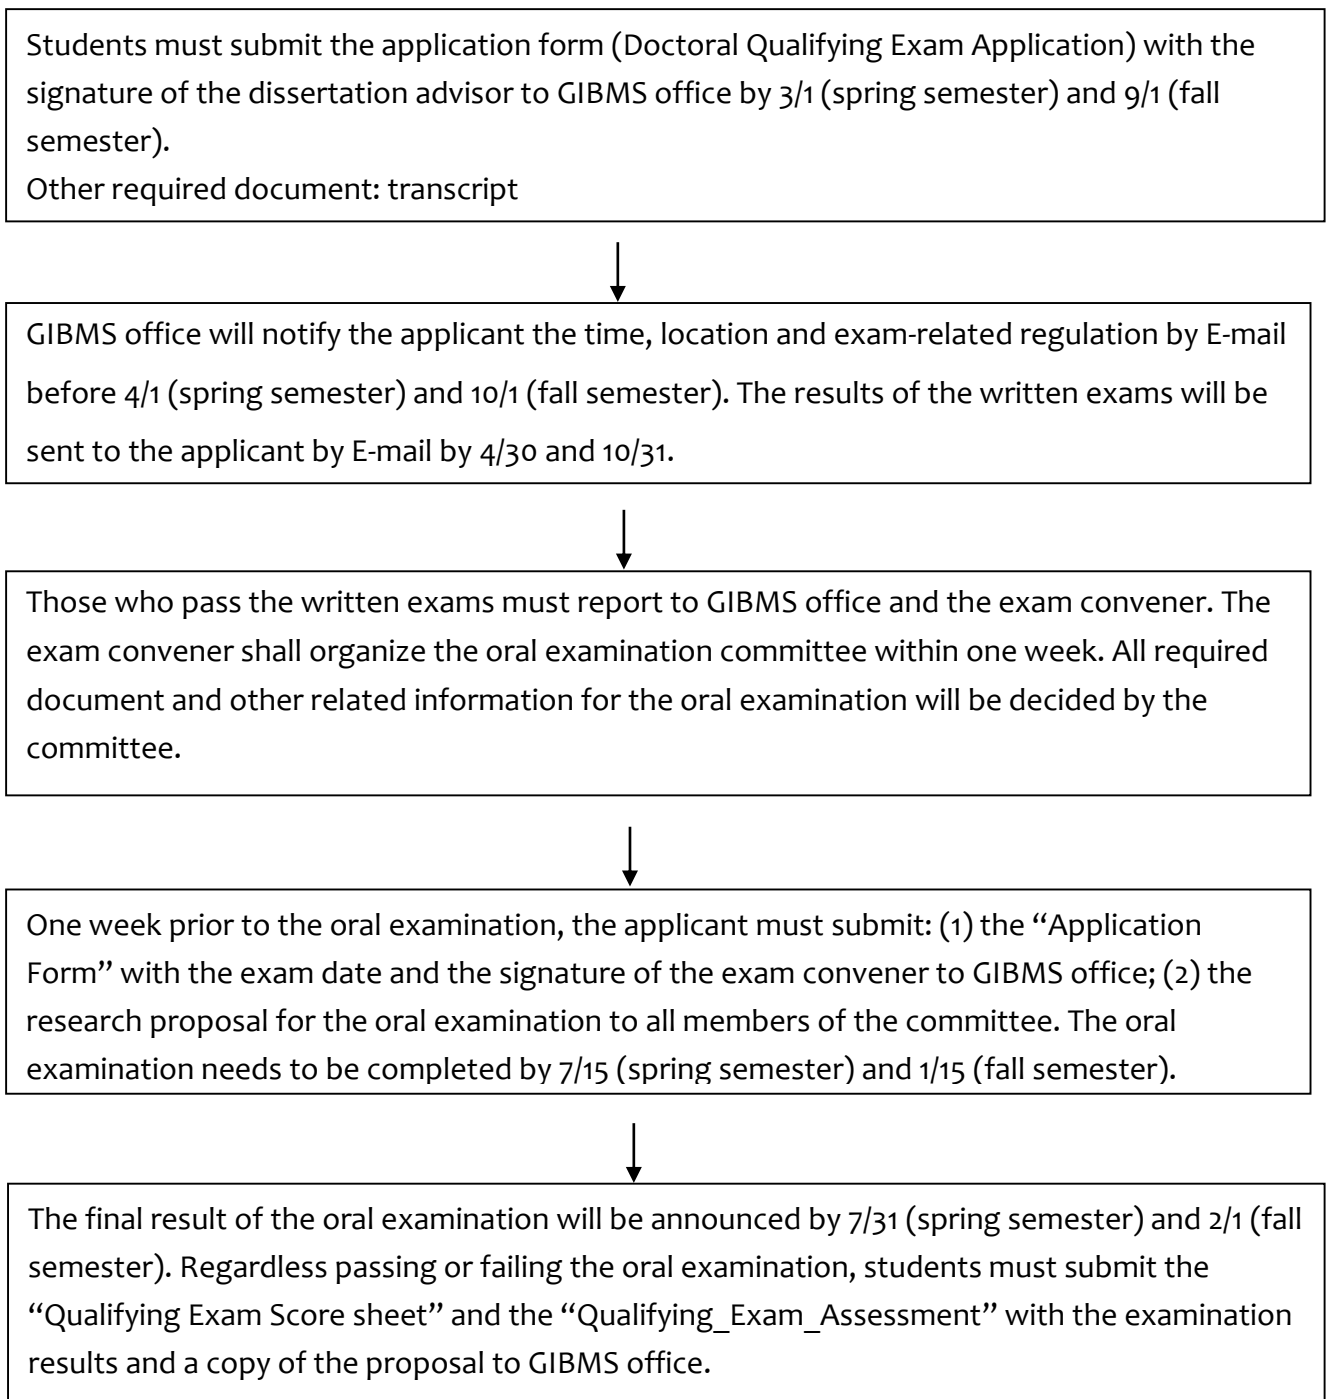 Students must submit the application form (Doctoral Qualifying Exam Application) with the
signature of the dissertation advisor to GIBMS office by 3/1 (spring semester) and 9/1 (fall
semester).
Other required document: transcript
GIBMS office will notify the applicant the time, location and exam-related regulation by E-mail
before 4/1 (spring semester) and 10/1 (fall semester). The results of the written exams will be
sent to the applicant by E-mail by 4/30 and 10/31.
Those who pass the written exams must report to GIBMS office and the exam convener. The
exam convener shall organize the oral examination committee within one week. All required
document and other related information for the oral examination will be decided by the
committee.
One week prior to the oral examination, the applicant must submit: (1) the “Application
Form” with the exam date and the signature of the exam convener to GIBMS office; (2) the
research proposal for the oral examination to all members of the committee. The oral
examination needs to be completed by 7/15 (spring semester) and 1/15 (fall semester).
The final result of the oral examination will be announced by 7/31 (spring semester) and 2/1 (fall
semester). Regardless passing or failing the oral examination, students must submit the
“Qualifying Exam Score sheet” and the “Qualifying_Exam_Assessment” with the examination
results and a copy of the proposal to GIBMS office.